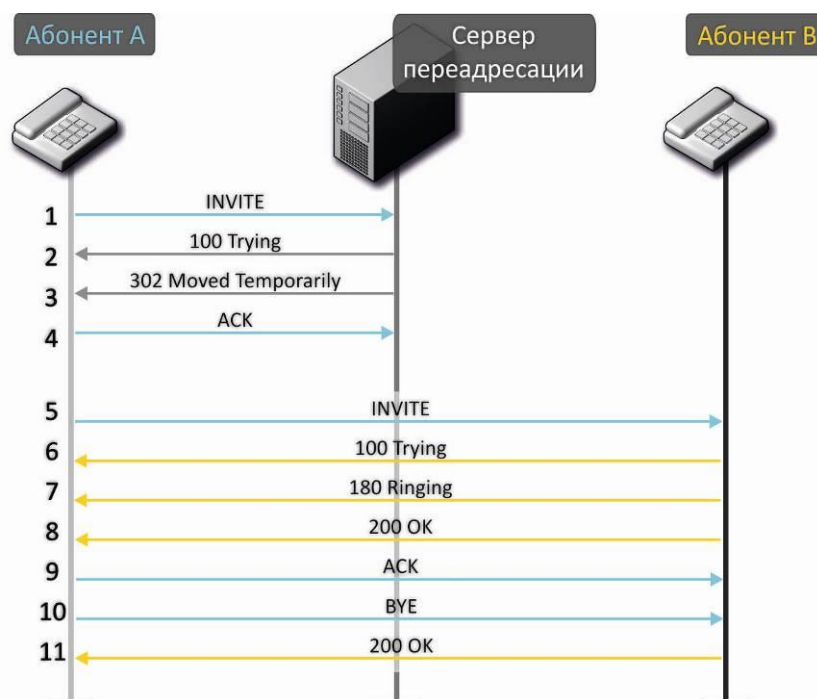 Абонент А
Сервер
переадресации
Абонент В
1 INVITE
2 100 Trying
3 302 Moved Temporarily
4 ACK
5 INVITE
6 100 Trying
7 180 Ringing
8 200 OK
9 ACK
10 BYE
11 200 OK